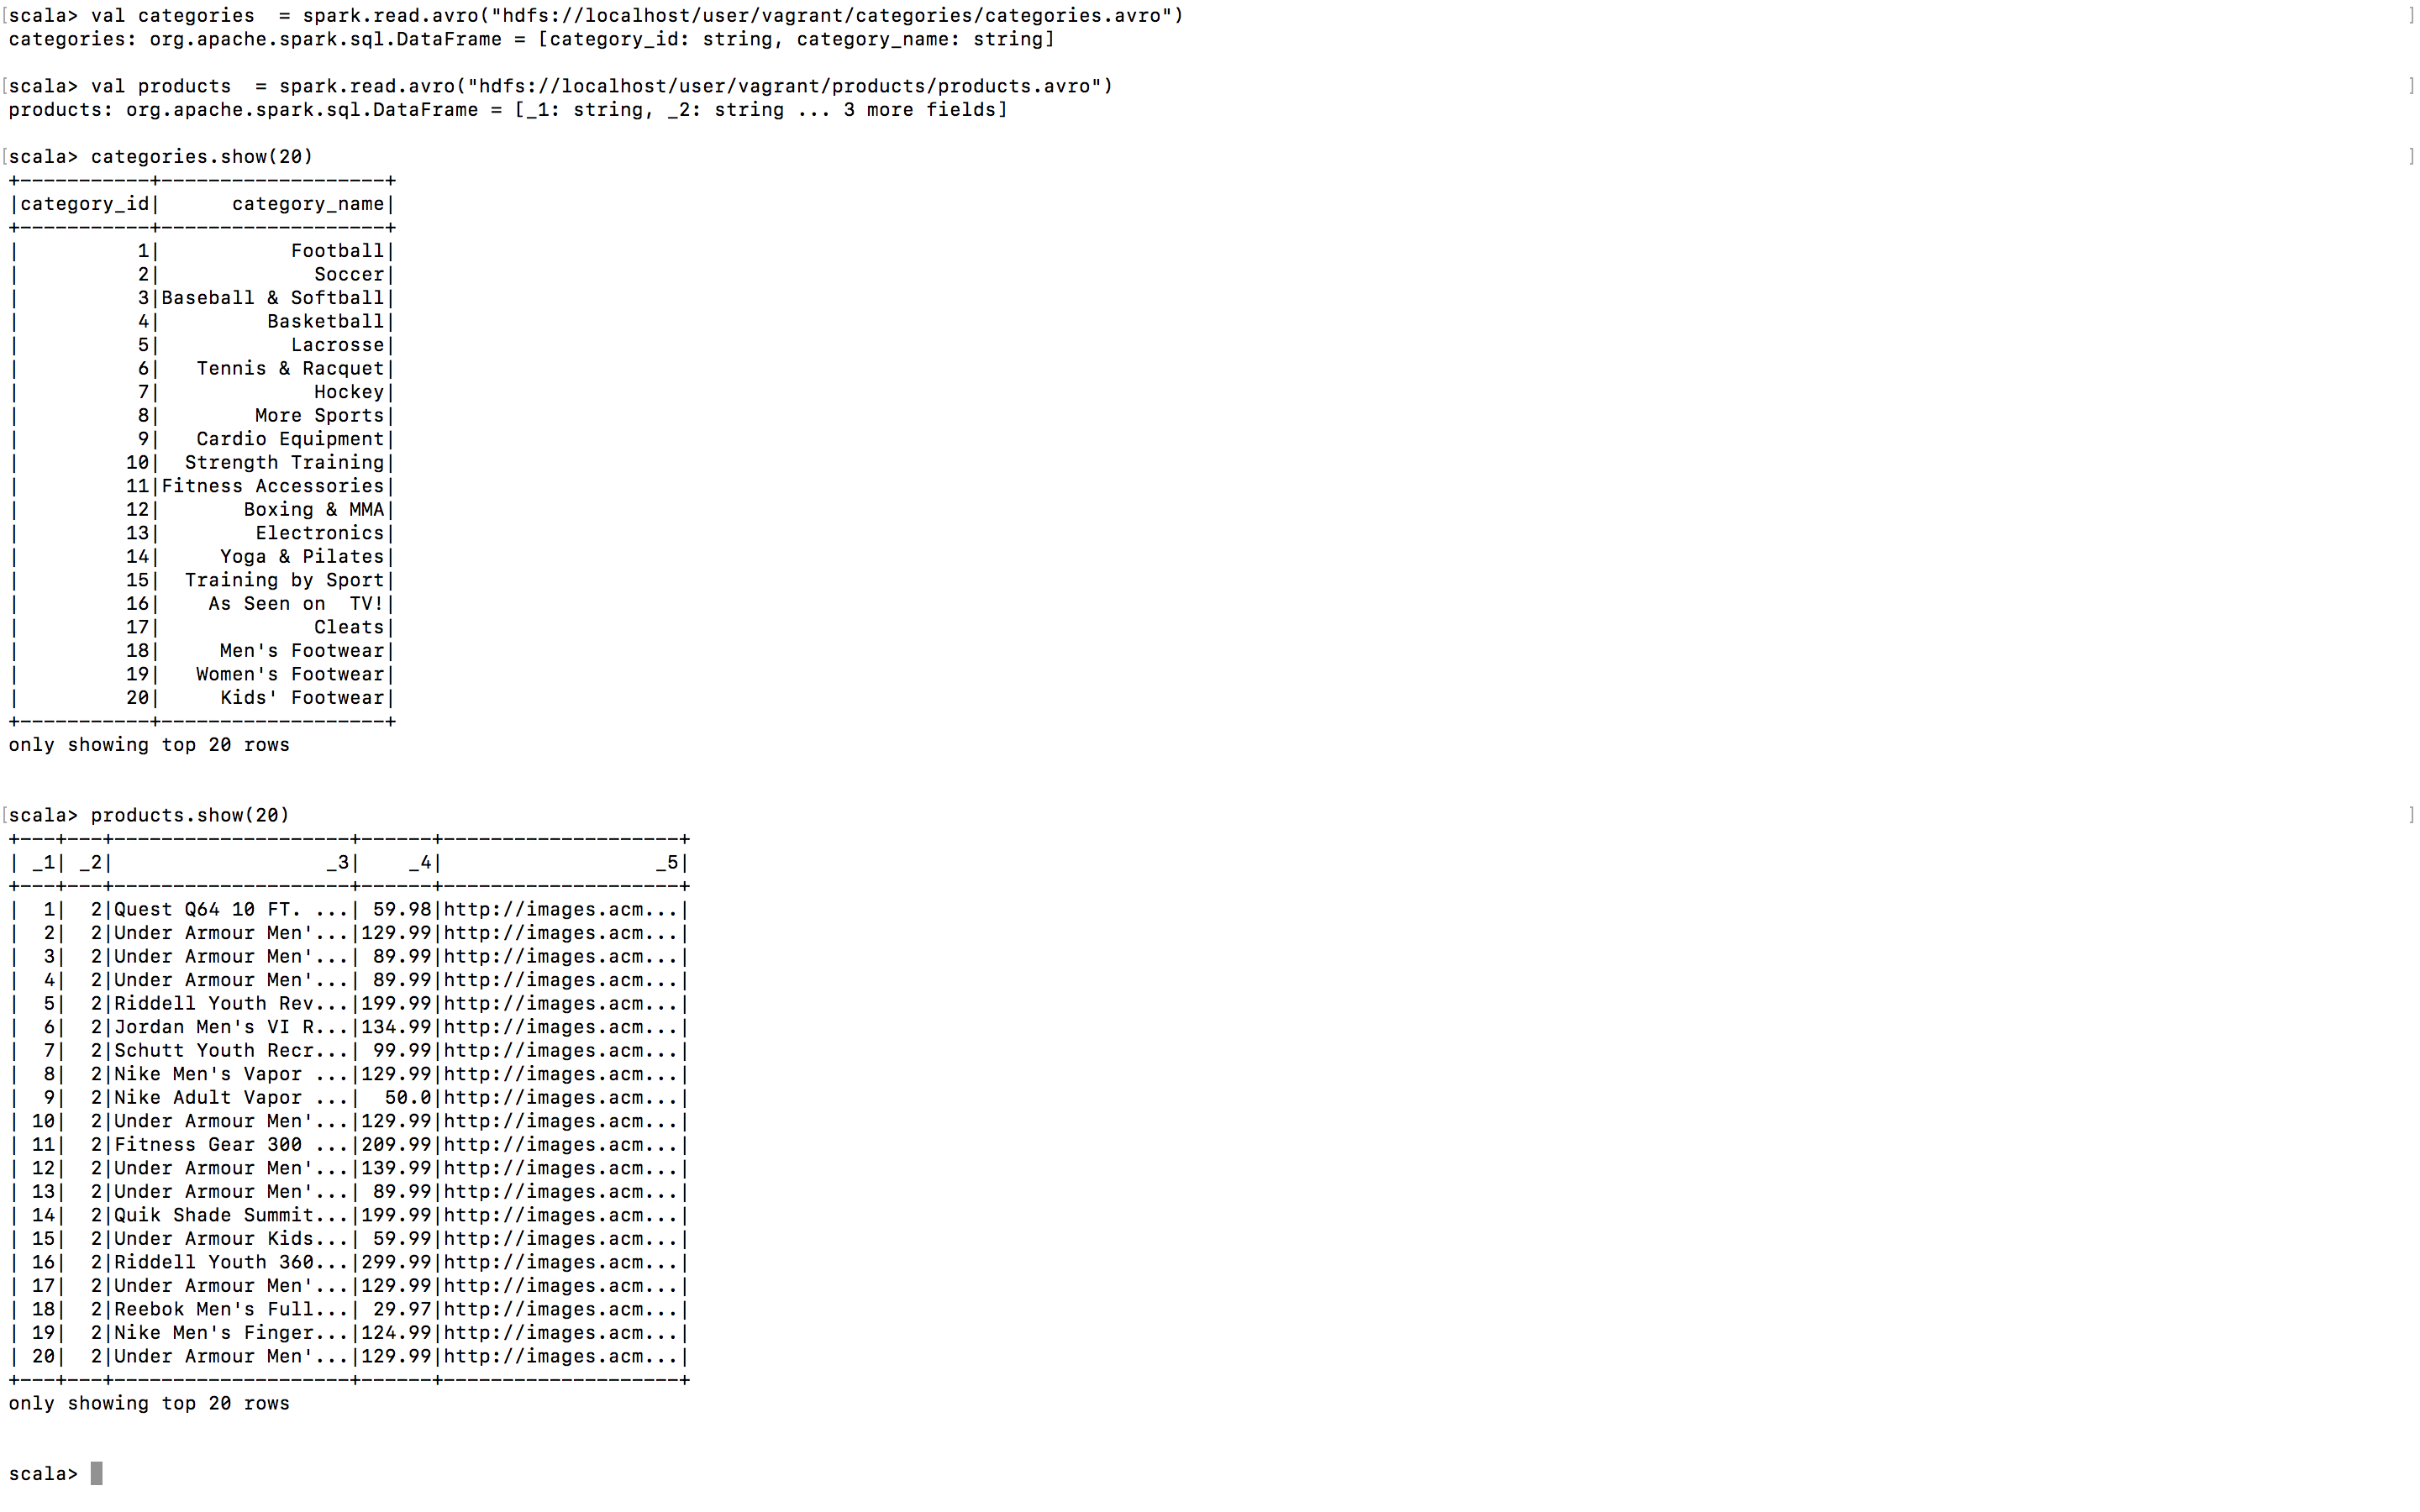 [scala> val categories  = spark.read.avro("hdfs://localhost/user/vagrant/categories/categories.avro") ]
categories: org.apache.spark.sql.DataFrame = [category_id: string, category_name: string]
[scala> val products  = spark.read.avro("hdfs://localhost/user/vagrant/products/products.avro") ]
products: org.apache.spark.sql.DataFrame = [_1: string, _2: string ... 3 more fields]
[scala> categories.show(20) ]
+-----------+-------------------+
|category_id|      category_name|
+-----------+-------------------+
|          1|           Football|
|          2|             Soccer|
|          3|Baseball & Softball|
|          4|         Basketball|
|          5|           Lacrosse|
|          6|   Tennis & Racquet|
|          7|             Hockey|
|          8|        More Sports|
|          9|   Cardio Equipment|
|         10|  Strength Training|
|         11|Fitness Accessories|
|         12|       Boxing & MMA|
|         13|        Electronics|
|         14|     Yoga & Pilates|
|         15|  Training by Sport|
|         16|    As Seen on  TV!|
|         17|             Cleats|
|         18|     Men's Footwear|
|         19|   Women's Footwear|
|         20|     Kids' Footwear|
+-----------+-------------------+
only showing top 20 rows
[scala> products.show(20) ]
+---+---+--------------------+------+--------------------+
| _1| _2|                  _3|    _4|                  _5|
+---+---+--------------------+------+--------------------+
|  1|  2|Quest Q64 10 FT. ...| 59.98|http://images.acm...|
|  2|  2|Under Armour Men'...|129.99|http://images.acm...|
|  3|  2|Under Armour Men'...| 89.99|http://images.acm...|
|  4|  2|Under Armour Men'...| 89.99|http://images.acm...|
|  5|  2|Riddell Youth Rev...|199.99|http://images.acm...|
|  6|  2|Jordan Men's VI R...|134.99|http://images.acm...|
|  7|  2|Schutt Youth Recr...| 99.99|http://images.acm...|
|  8|  2|Nike Men's Vapor ...|129.99|http://images.acm...|
|  9|  2|Nike Adult Vapor ...|  50.0|http://images.acm...|
| 10|  2|Under Armour Men'...|129.99|http://images.acm...|
| 11|  2|Fitness Gear 300 ...|209.99|http://images.acm...|
| 12|  2|Under Armour Men'...|139.99|http://images.acm...|
| 13|  2|Under Armour Men'...| 89.99|http://images.acm...|
| 14|  2|Quik Shade Summit...|199.99|http://images.acm...|
| 15|  2|Under Armour Kids...| 59.99|http://images.acm...|
| 16|  2|Riddell Youth 360...|299.99|http://images.acm...|
| 17|  2|Under Armour Men'...|129.99|http://images.acm...|
| 18|  2|Reebok Men's Full...| 29.97|http://images.acm...|
| 19|  2|Nike Men's Finger...|124.99|http://images.acm...|
| 20|  2|Under Armour Men'...|129.99|http://images.acm...|
+---+---+--------------------+------+--------------------+
only showing top 20 rows
scala>